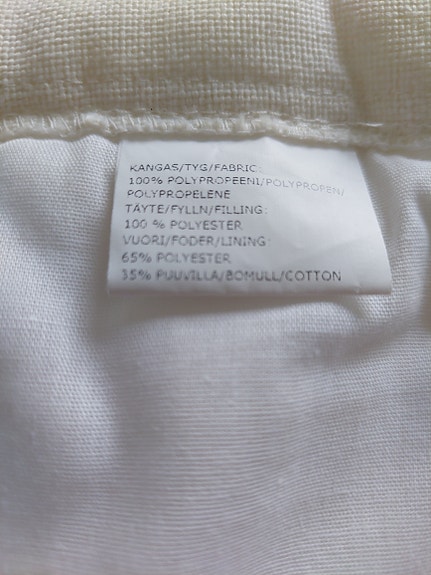 KANGAS/TYG/FABRIC:
100% POLYPROPEENI/POLYPROPEN/
POLYPROPELENE
TÄYTE/FYLLN/FILLING:
100 % POLYESTER
VUORI/FODER/LINING:
65% POLYESTER
35% PUUVILLA/BOMULL/COTTON